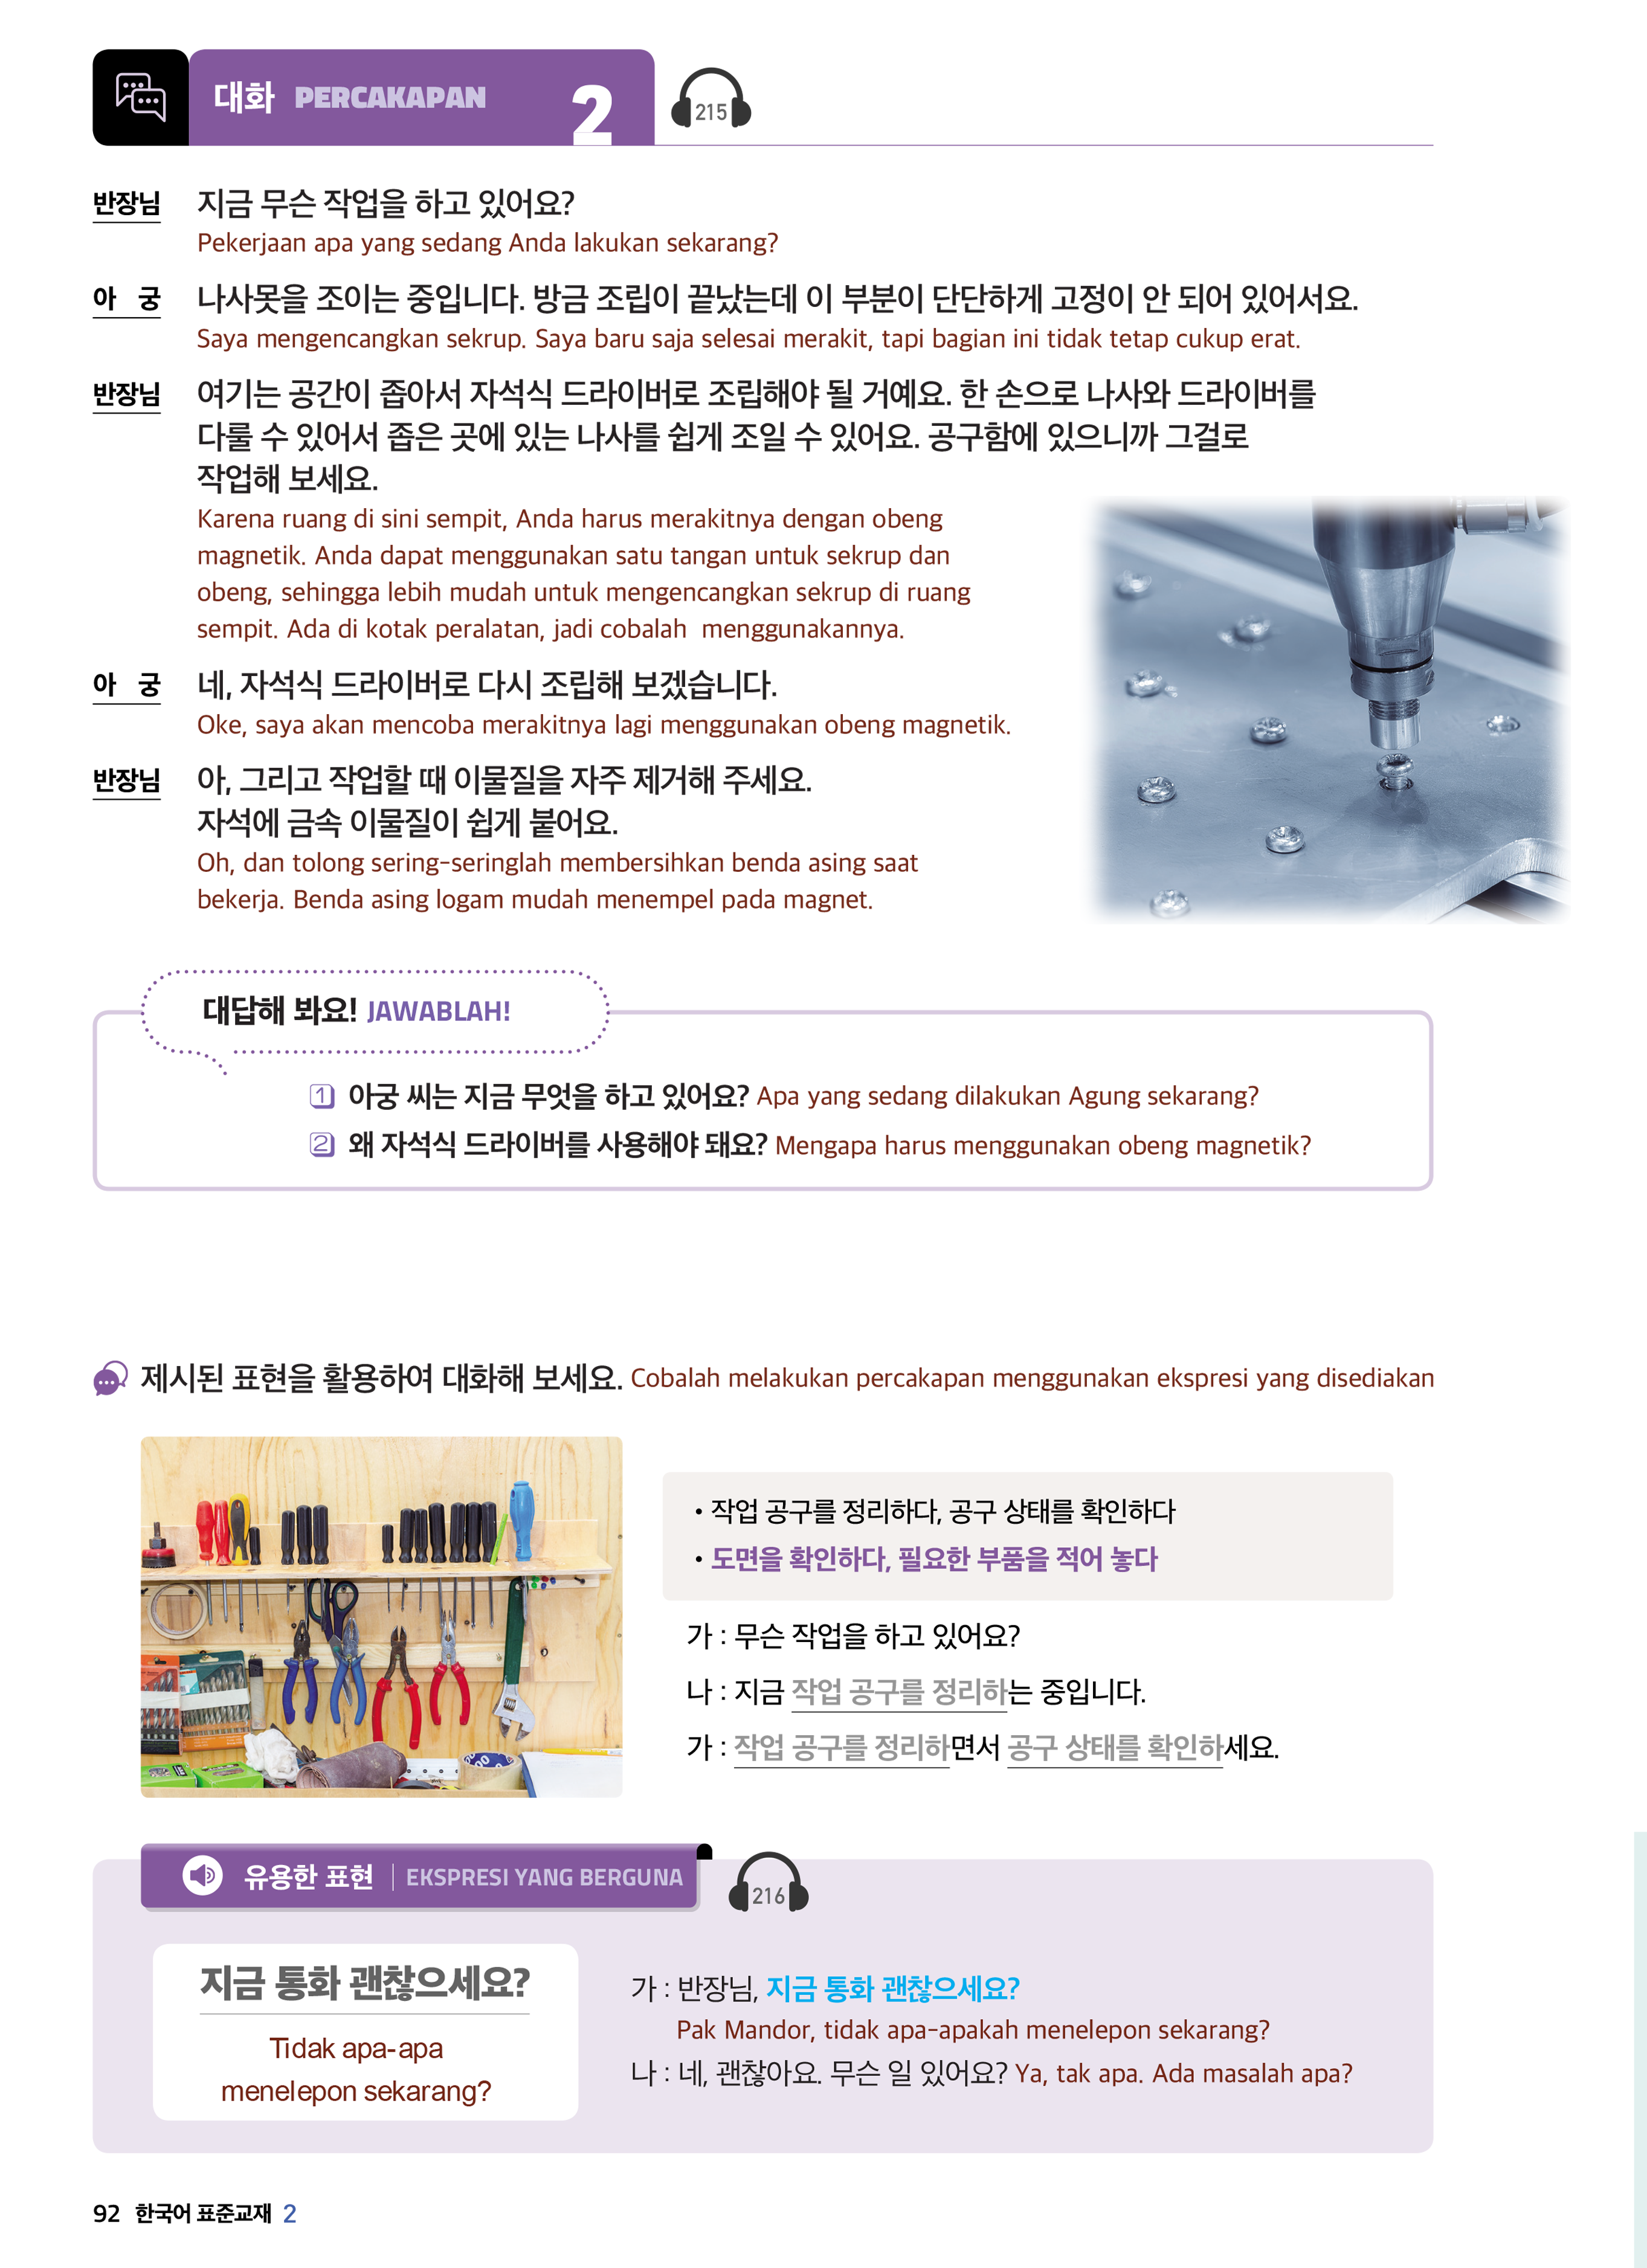 대화 PERCAKAPAN 2
215
반장님 지금 무슨 작업을 하고 있어요?
Pekerjaan apa yang sedang Anda lakukan sekarang?
아 궁 나사못을 조이는 중입니다. 방금 조립이 끝났는데 이 부분이 단단하게 고정이 안 되어 있어서요.
Saya mengencangkan sekrup. Saya baru saja selesai merakit, tapi bagian ini tidak tetap cukup erat.
반장님 여기는 공간이 좁아서 자석식 드라이버로 조립해야 될 거예요. 한 손으로 나사와 드라이버를
다룰 수 있어서 좁은 곳에 있는 나사를 쉽게 조일 수 있어요. 공구함에 있으니까 그걸로
작업해 보세요.
Karena ruang di sini sempit, Anda harus merakitnya dengan obeng
magnetik. Anda dapat menggunakan satu tangan untuk sekrup dan
obeng, sehingga lebih mudah untuk mengencangkan sekrup di ruang
sempit. Ada di kotak peralatan, jadi cobalah menggunakannya.
아 궁 네, 자석식 드라이버로 다시 조립해 보겠습니다.
Oke, saya akan mencoba merakitnya lagi menggunakan obeng magnetik.
반장님 아, 그리고 작업할 때 이물질을 자주 제거해 주세요.
자석에 금속 이물질이 쉽게 붙어요.
Oh, dan tolong sering-seringlah membersihkan benda asing saat
bekerja. Benda asing logam mudah menempel pada magnet.
대답해 봐요! JAWABLAH!
1 아궁 씨는 지금 무엇을 하고 있어요? Apa yang sedang dilakukan Agung sekarang?
2 왜 자석식 드라이버를 사용해야 돼요? Mengapa harus menggunakan obeng magnetik?
제시된 표현을 활용하여 대화해 보세요. Cobalah melakukan percakapan menggunakan ekspresi yang disediakan
• 작업 공구를 정리하다, 공구 상태를 확인하다
• 도면을 확인하다, 필요한 부품을 적어 놓다
가 : 무슨 작업을 하고 있어요?
나 : 지금 작업 공구를 정리하는 중입니다.
가 : 작업 공구를 정리하면서 공구 상태를 확인하세요.
유용한 표현 | EKSPRESI YANG BERGUNA
216
지금 통화 괜찮으세요?
Tidak apa-apa
menelepon sekarang?
가 : 반장님, 지금 통화 괜찮으세요?
Pak Mandor, tidak apa-apakah menelepon sekarang?
나 : 네, 괜찮아요. 무슨 일 있어요? Ya, tak apa. Ada masalah apa?
92 한국어 표준교재 2